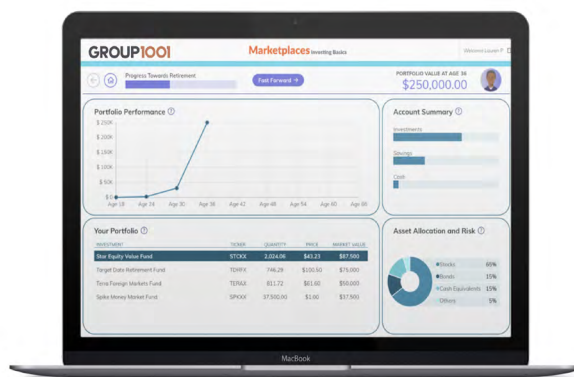 GROUP1001
Marketplaces Investing Basics
Welcome Lauren P
Progress Towards Retirement
Fast Forward →
PORTFOLIO VALUE AT AGE 36
$250,000.00
Portfolio Performance ?
$ 250K
$ 200K
$ 150K
$ 100K
$ 50K
$ 0
Age 18 Age 24 Age 30 Age 36 Age 42 Age 48 Age 54 Age 60 Age 66
Account Summary ?
Investments
Savings
Cash
Your Portfolio ?
INVESTMENT TICKER QUANTITY PRICE MARKET VALUE
Star Equity Value Fund STCKX 2,024.06 $43.23 $87,500
Target Date Retirement Fund 746.29 $100.50 $75,000
Terra Foreign Markets Fund TERAX 811.72 $61.60 $50,000
Spike Money Market Fund SPKXX 37,500.00 $1.00 $37,500
Asset Allocation and Risk ?
Stocks 65%
Bonds 15%
Cash Equivalents 15%
Others 5%
MacBook